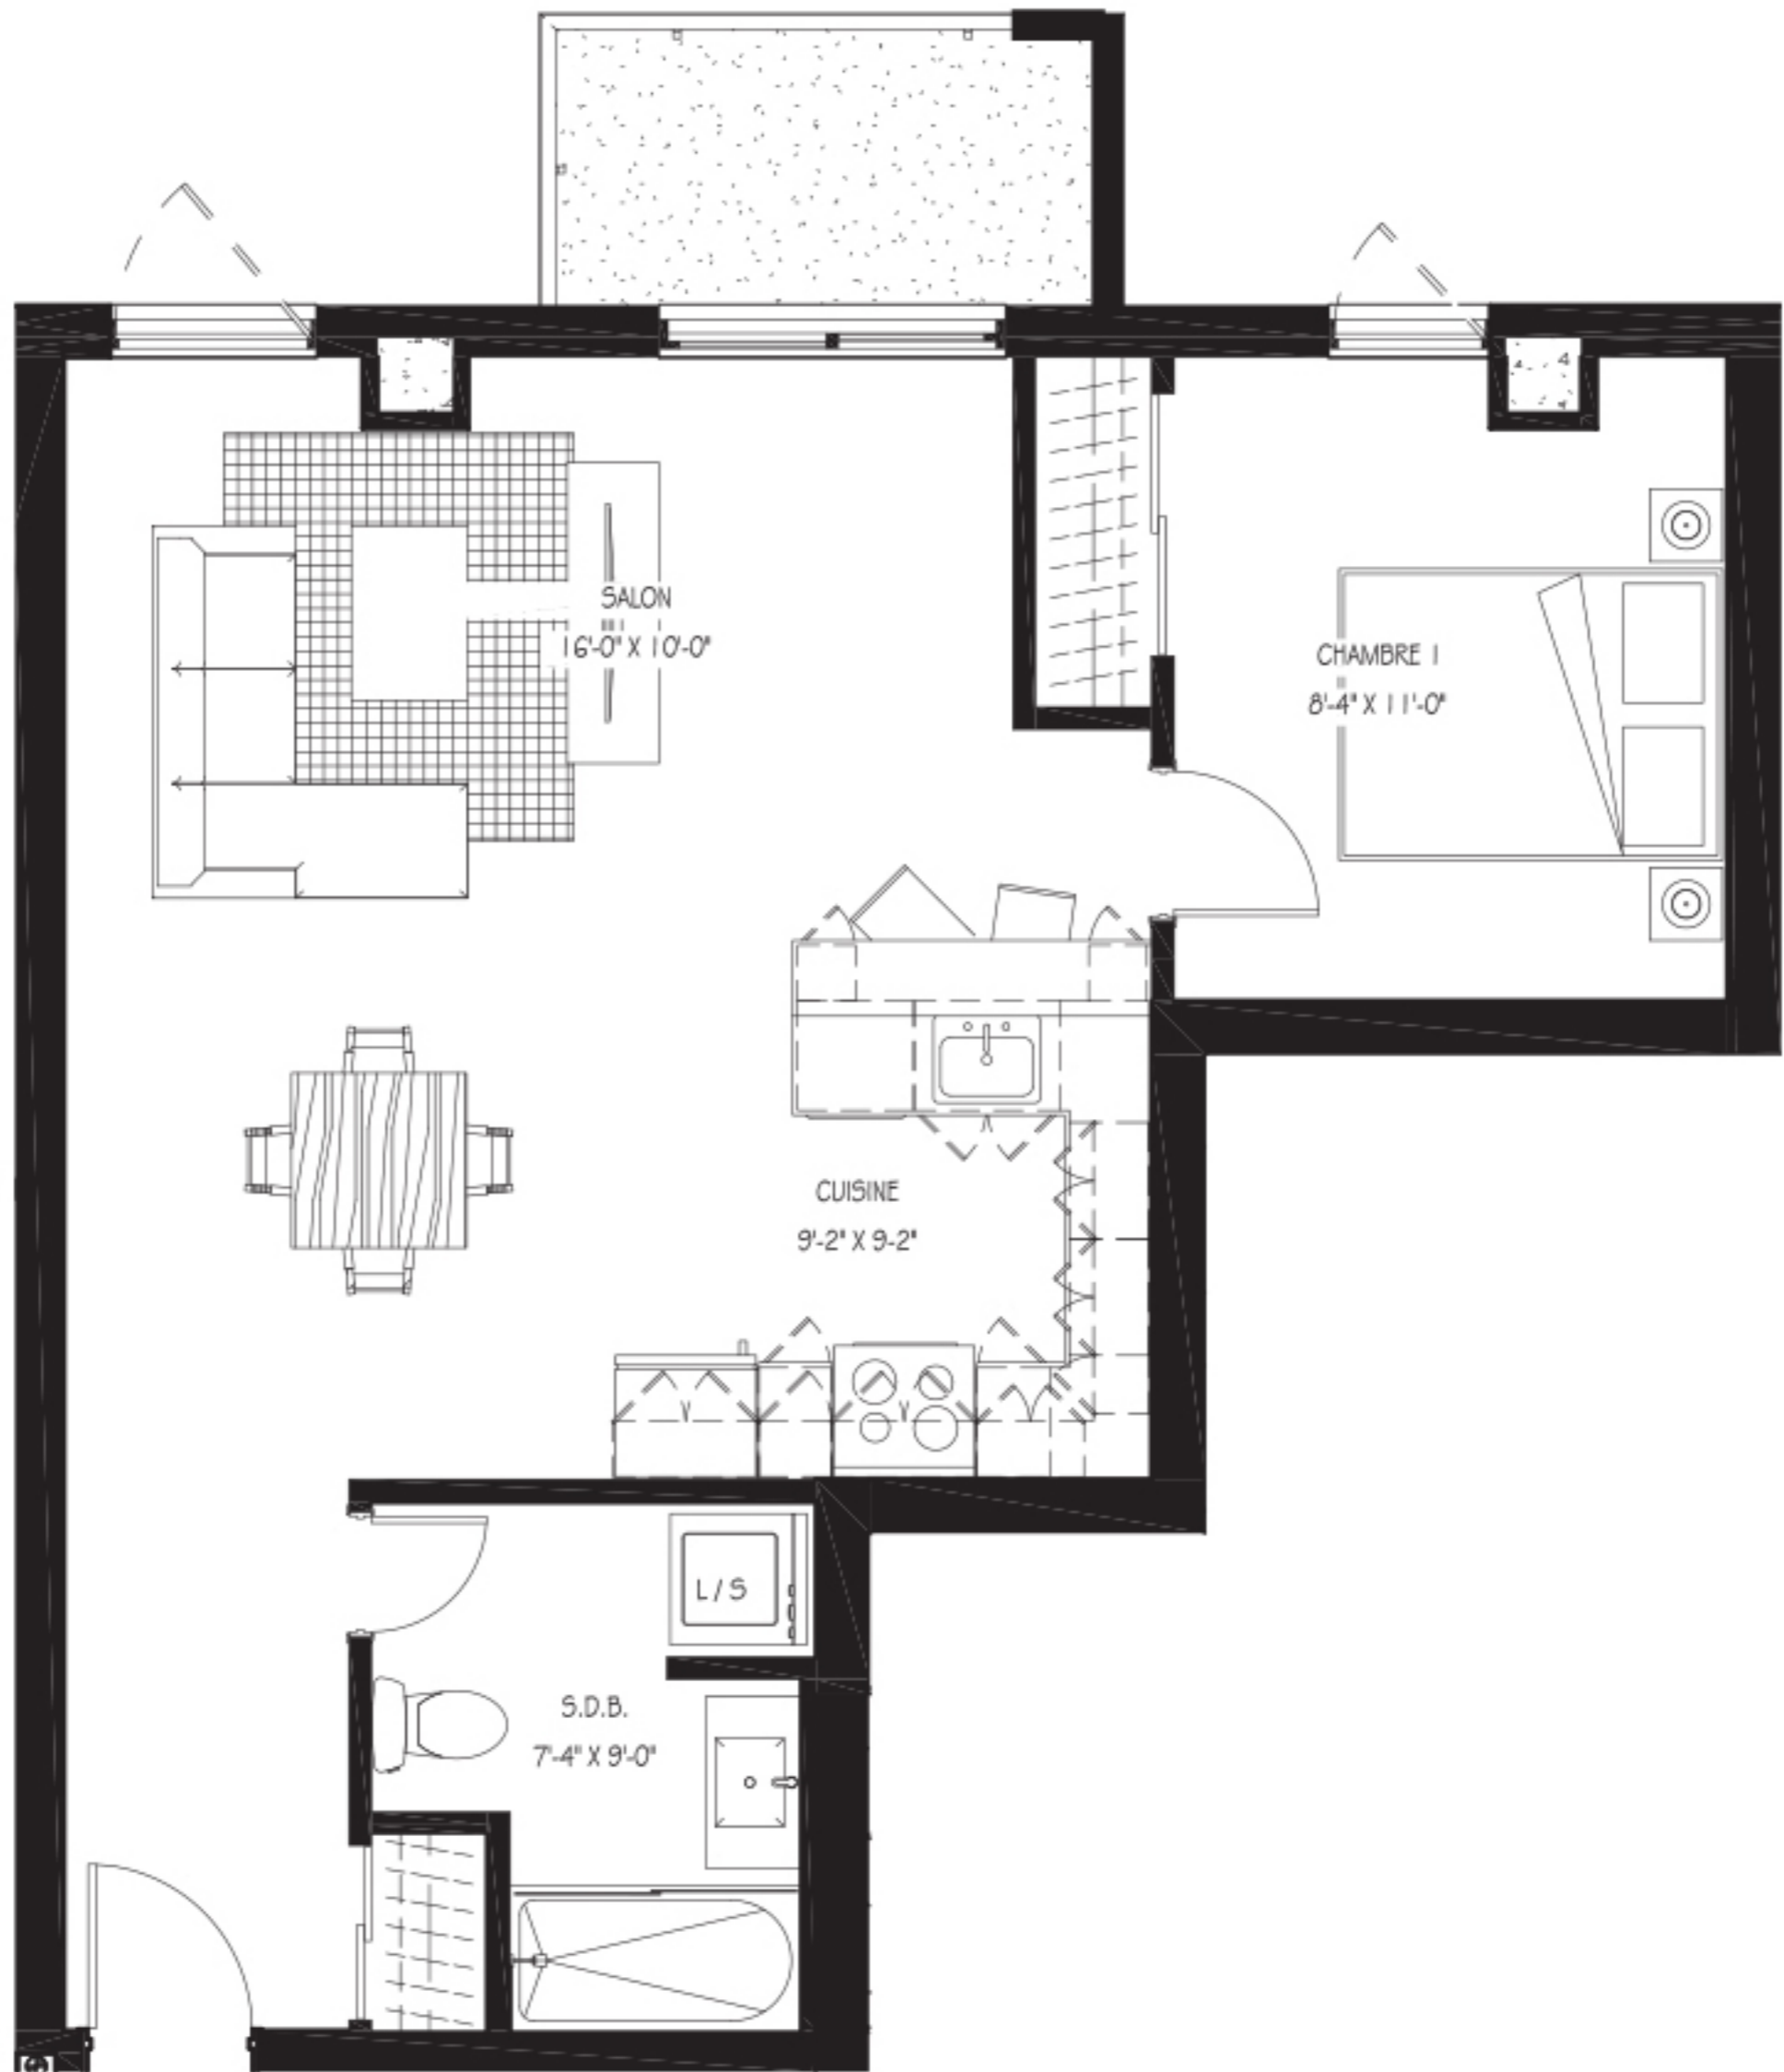 SALON
16'-0" X 10'-0"
CHAMBRE 1
8'-4" X 11'-0"
CUISINE
9'-2" X 9-2"
L / S
S.D.B.
7'-4" X 9'-0"